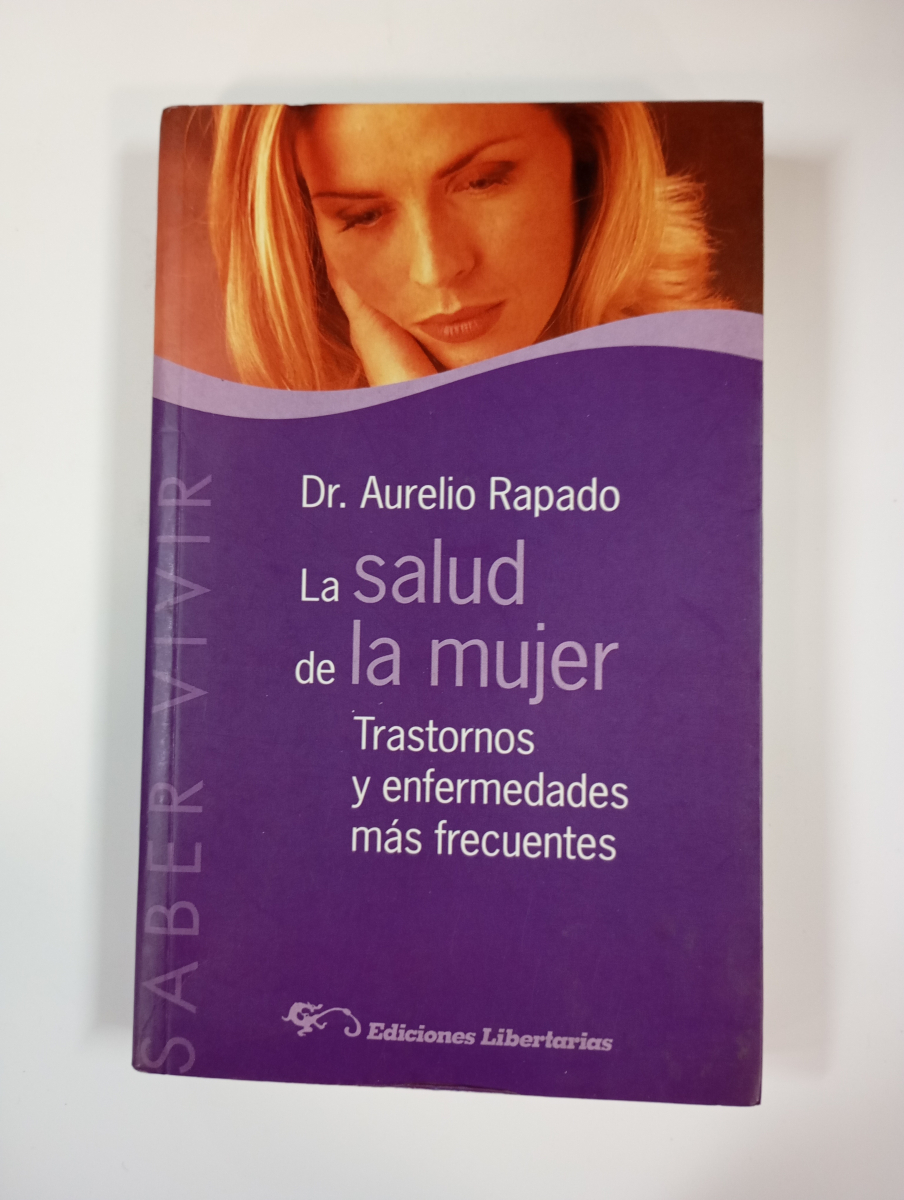 Dr. Aurelio Rapado
La salud
de la mujer
Trastornos
y enfermedades
más frecuentes
SABER VIVIR
Ediciones Libertarias